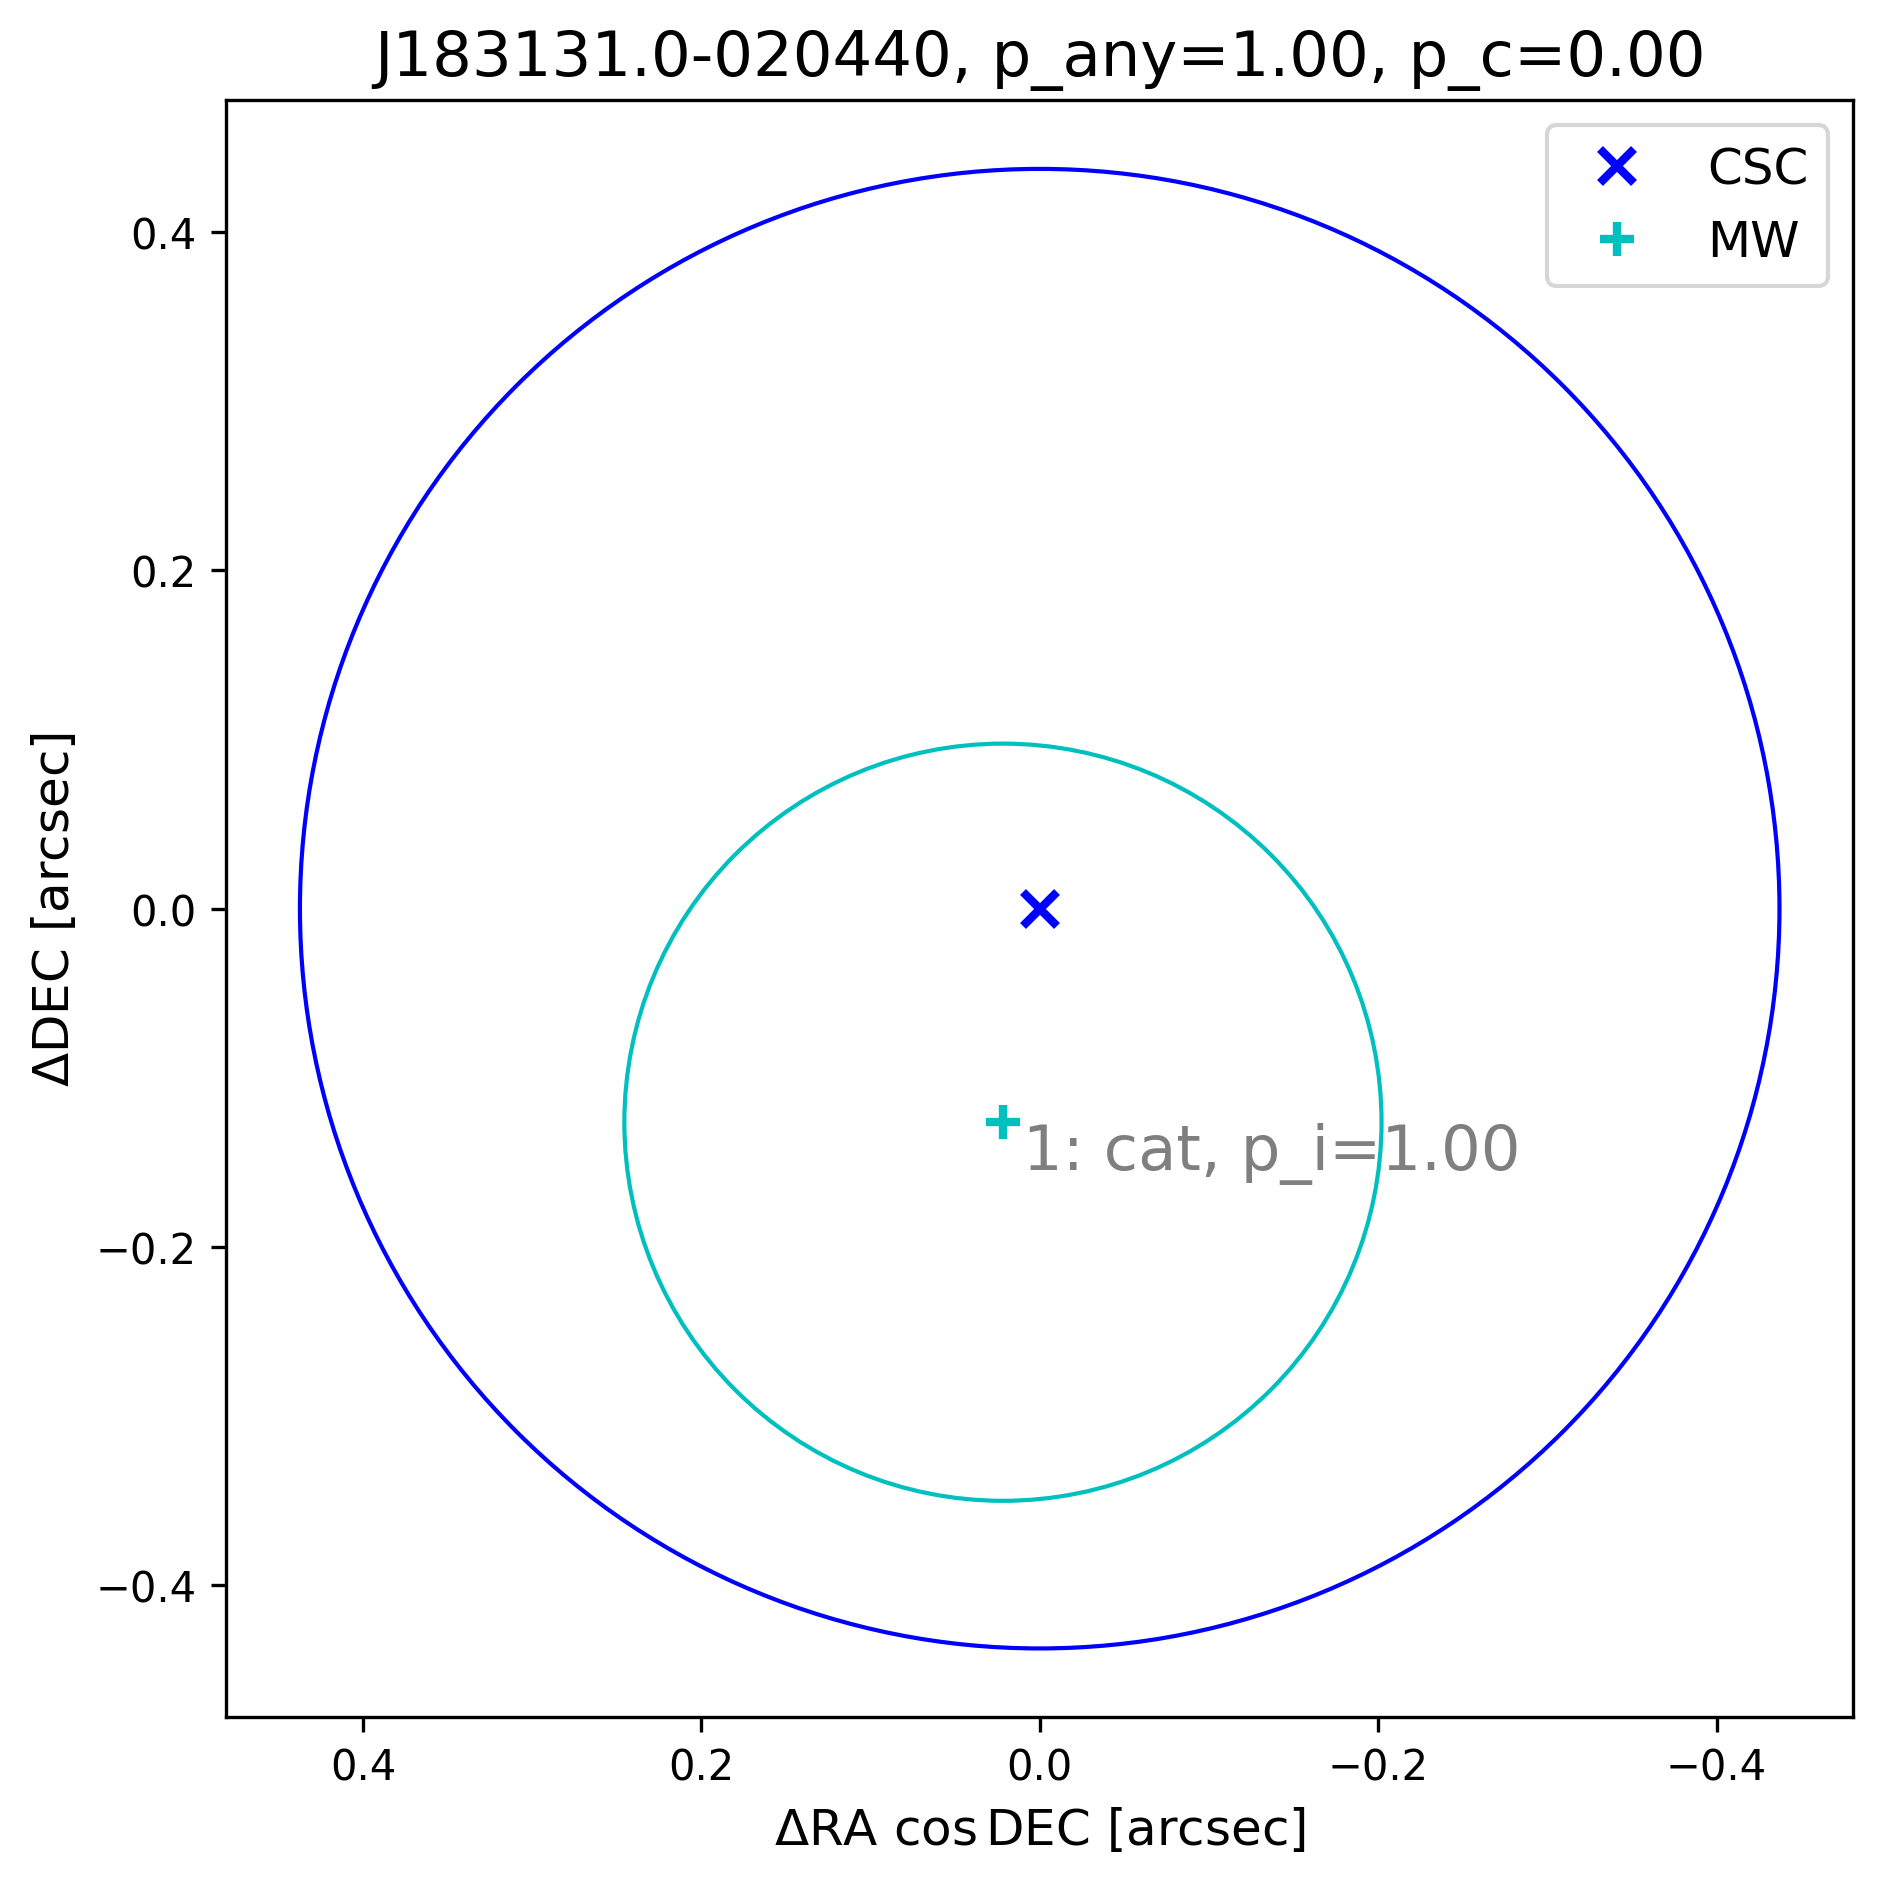 J183131.0-020440, p_any=1.00, p_c=0.00
CSC
MW
0.4
0.2
0.0
−0.2
−0.4
ΔDEC [arcsec]
1: cat, p_i=1.00
0.4 0.2 0.0 −0.2 −0.4
ΔRA cos DEC [arcsec]